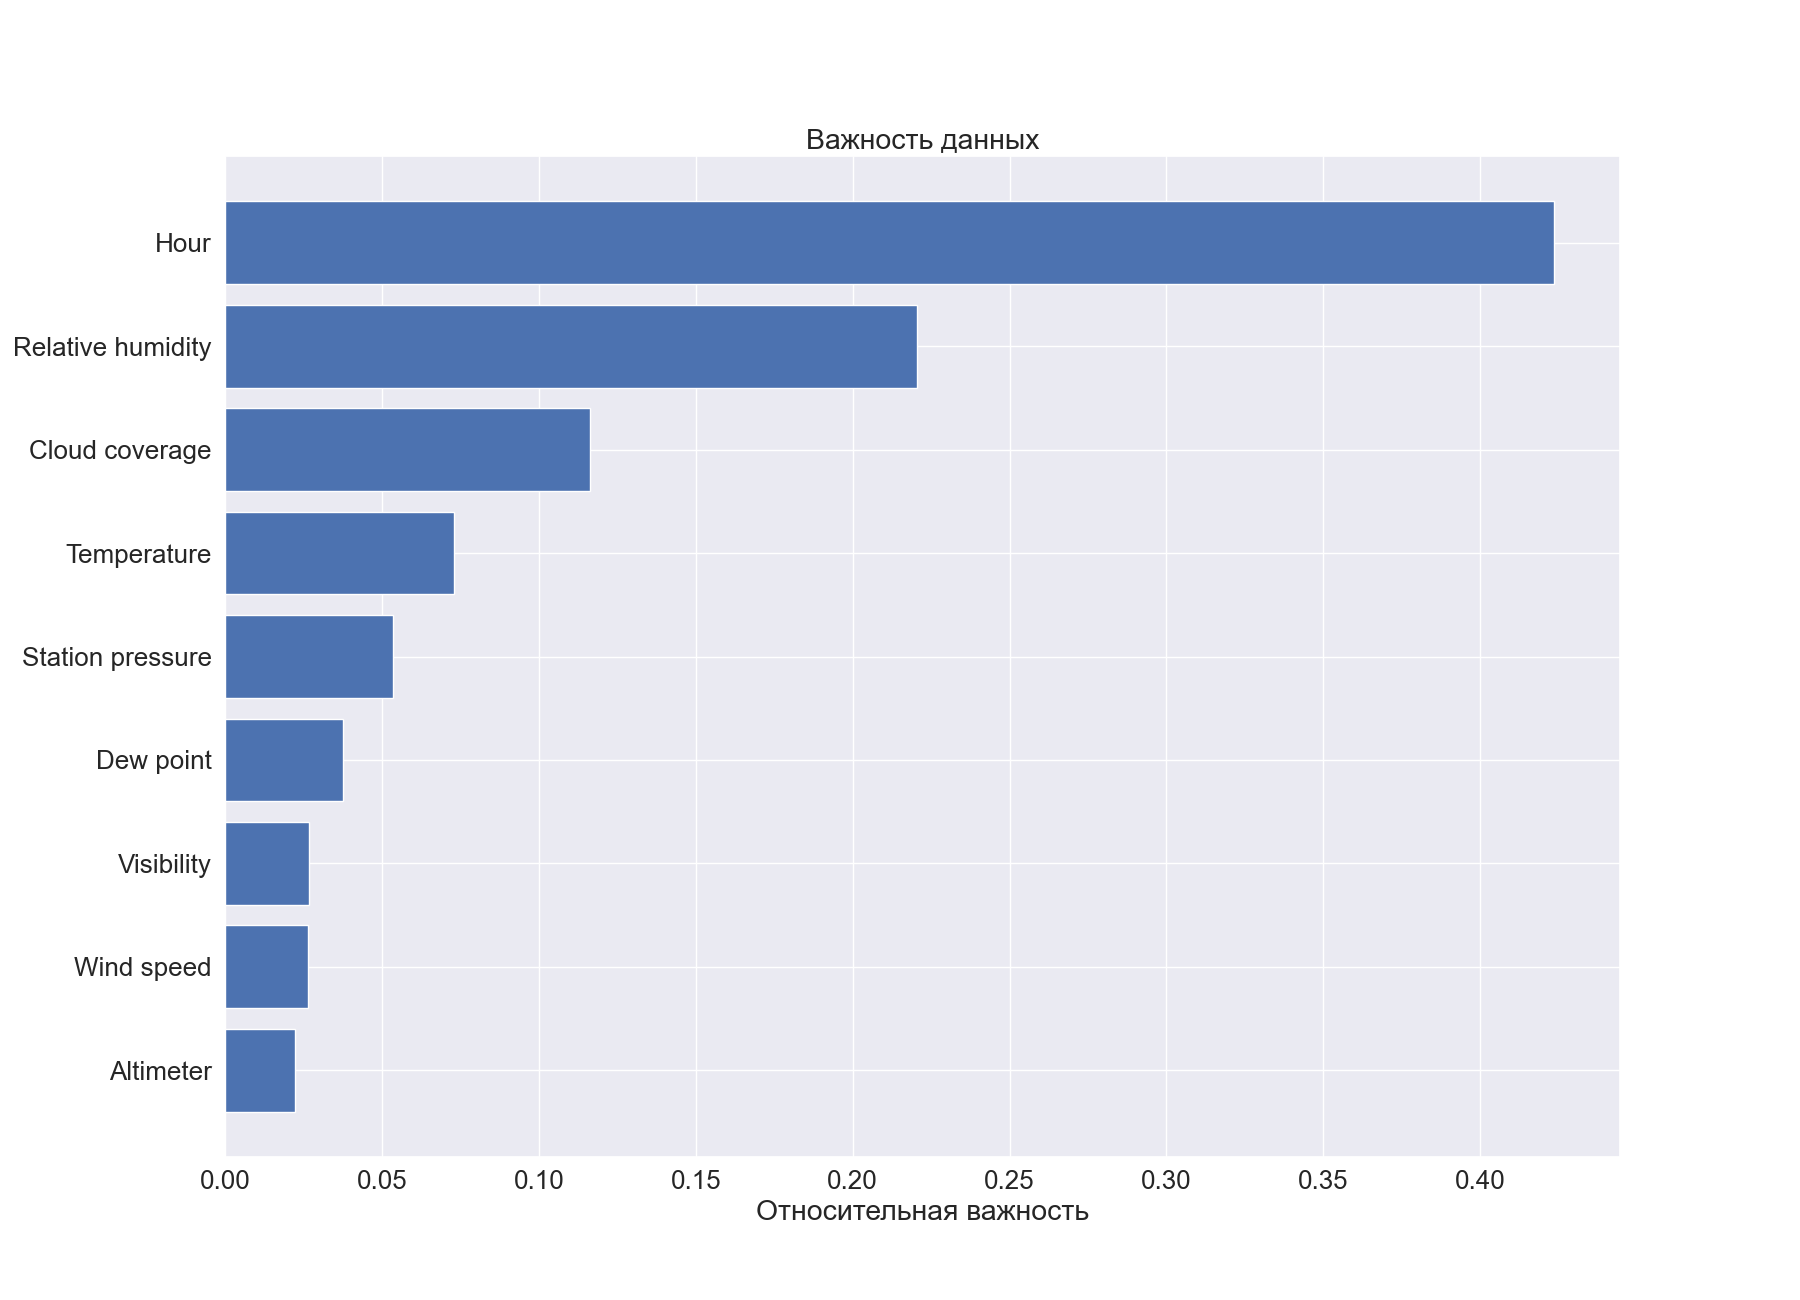 Важность данных
Hour
Relative humidity
Cloud coverage
Temperature
Station pressure
Dew point
Visibility
Wind speed
Altimeter
0.00 0.05 0.10 0.15 0.20 0.25 0.30 0.35 0.40
Относительная важность